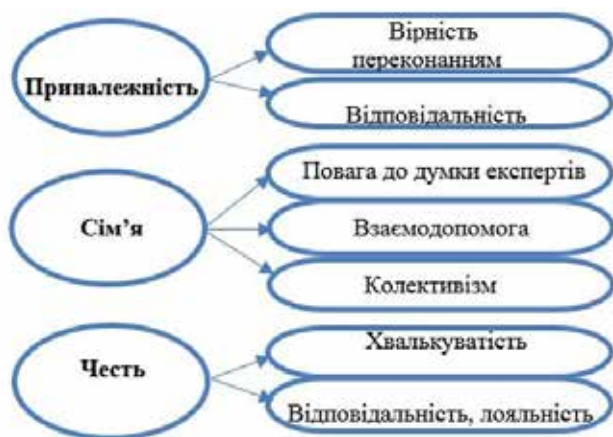 Приналежність
Вірність
переконанням
Відповідальність
Сім’я
Повага до думки експертів
Взаємодопомога
Колективізм
Честь
Хвалькуватість
Відповідальність, лояльність